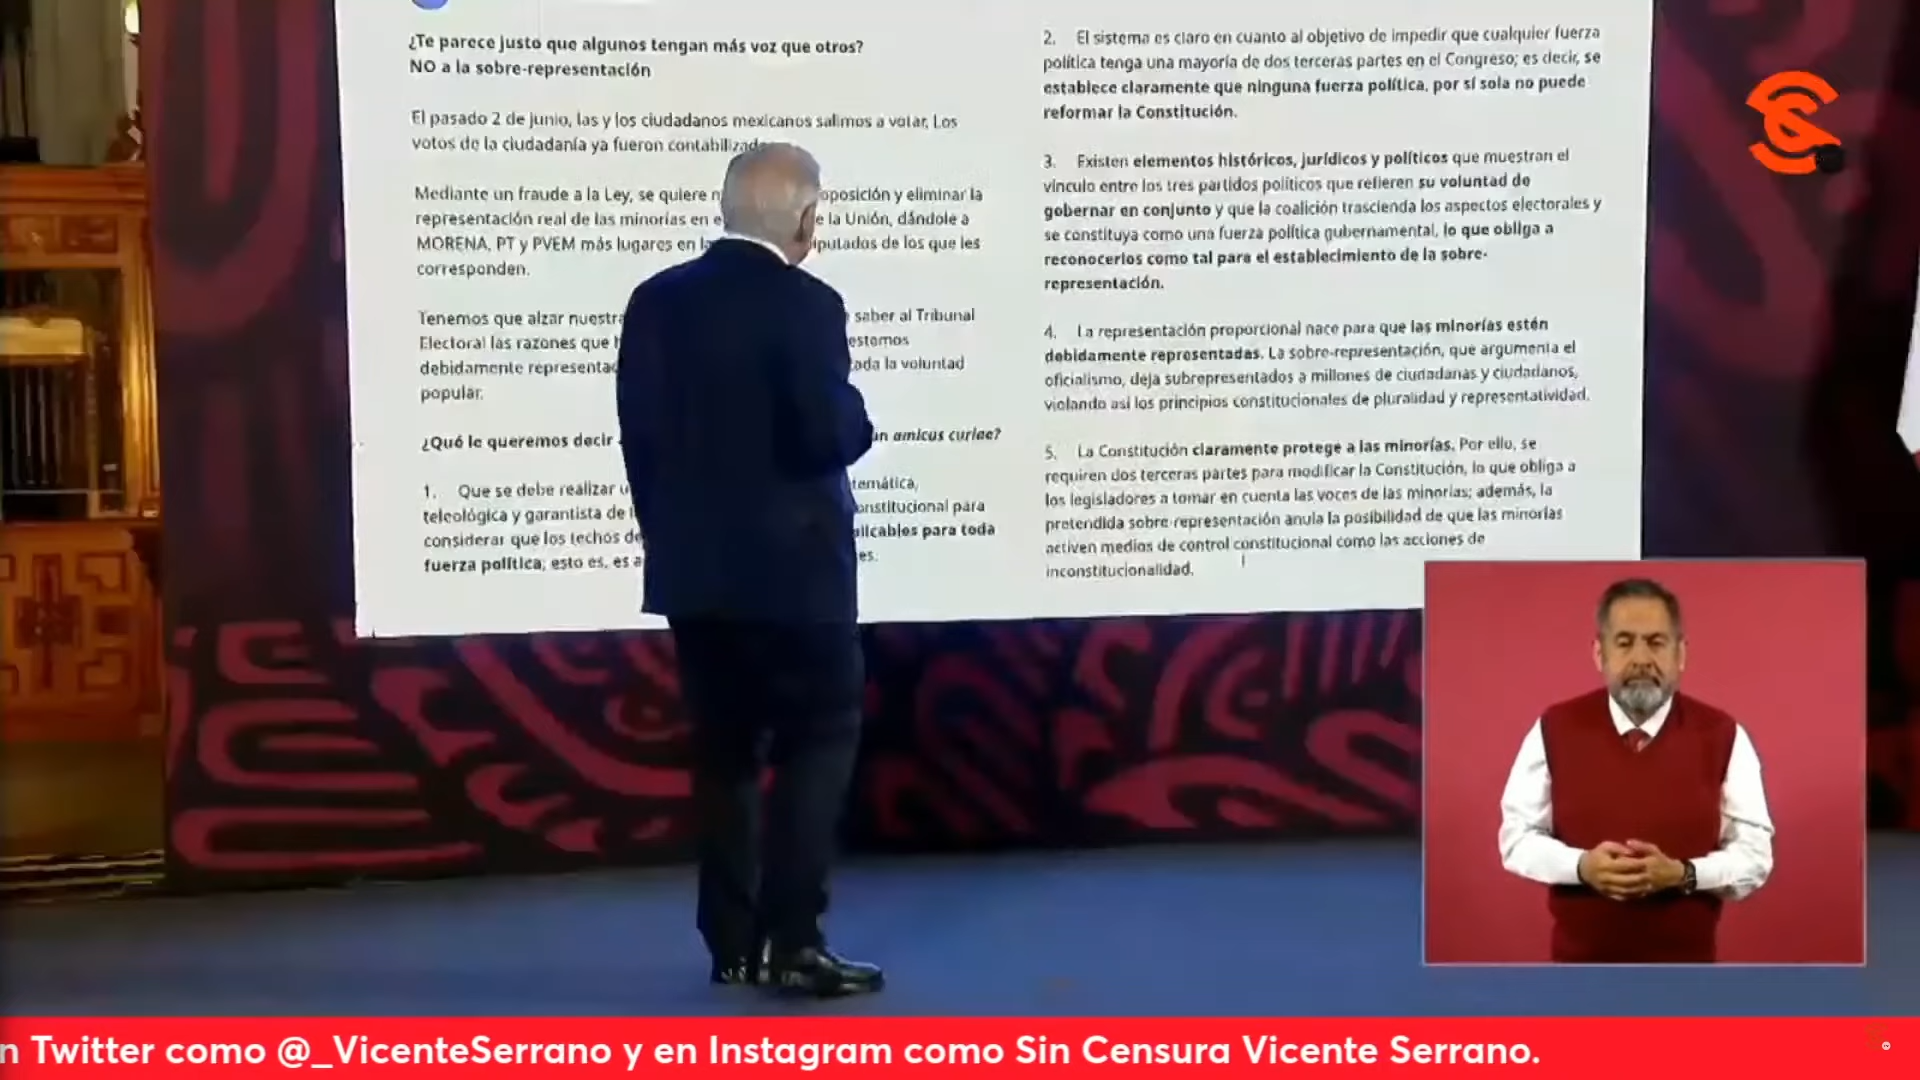 ¿Te parece justo que algunos tengan más voz que otros?
NO a la sobre-representación
El pasado 2 de junio, las y los ciudadanos mexicanos salimos a votar. Los
votos de la ciudadanía ya fueron
Mediante un fraude a la Ley, se quiere oposición y eliminar la
representación real de las minorías en e la Unión, dándole a
MORENA, PT y PVEM más lugares en de los que les
corresponden.
Tenemos que alzar saber al Tribunal
Electoral las razones que estemos
la voluntad
popular.
¿Qué le queremos decir amicus curiae?
1. Que se debe realizar
teleológica y garantista de para
considerar que los techos para toda
fuerza política; esto es, es
2. El sistema es claro en cuanto al objetivo de impedir que cualquier fuerza
política tenga una mayoría de dos terceras partes en el Congreso; es decir, se
establece claramente que ninguna fuerza política, por sí sola no puede
reformar la Constitución.
3. Existen elementos históricos, jurídicos y políticos que muestran el
vínculo entre los tres partidos políticos que refieren su voluntad de
gobernar en conjunto y que la coalición trascienda los aspectos electorales y
se constituya como una fuerza política gubernamental, lo que obliga a
reconocerlos como tal para el establecimiento de la sobre-
representación.
4. La representación proporcional nace para que las minorías estén
debidamente representadas. La sobre-representación, que argumenta el
oficialismo, deja subrepresentados a millones de ciudadanas y ciudadanos,
violando así los principios constitucionales de pluralidad y representatividad.
5. La Constitución claramente protege a las minorías. Por ello, se
requiren dos terceras partes para modificar la Constitución, lo que obliga a
los legisladores a tomar en cuenta las voces de las minorías; además, la
pretendida sobre-representación anula la posibilidad de que las minorías
activen medios de control constitucional como las acciones de
inconstitucionalidad.
n Twitter como @_VicenteSerrano y en Instagram como Sin Censura Vicente Serrano.